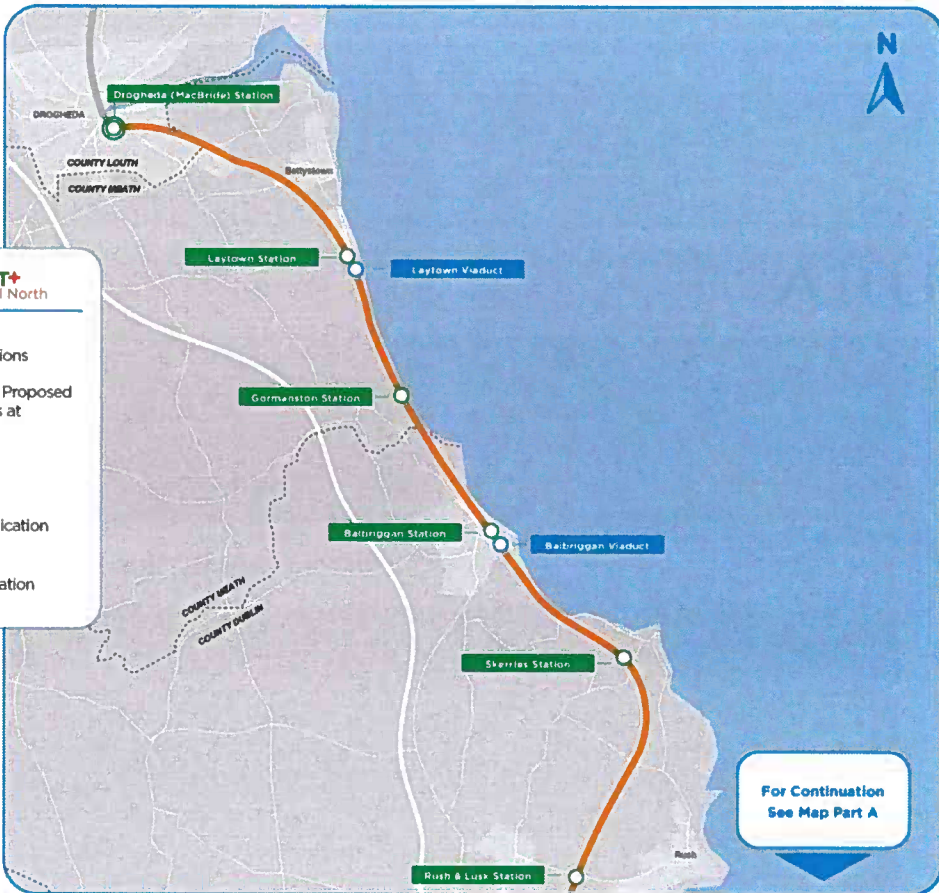 N
Drogheda (MacBride) Station
DROGHEDA
COUNTY LOUTH
COUNTY MEATH
Bettystown
Laytown Station
Laytown Viaduct
T+
l North
ions
Proposed
s at
ication
ation
Gormanston Station
Balbriggan Station
Balbriggan Viaduct
COUNTY MEATH
COUNTY DUBLIN
Skerries Station
For Continuation
See Map Part A
Rush
Rush & Lusk Station